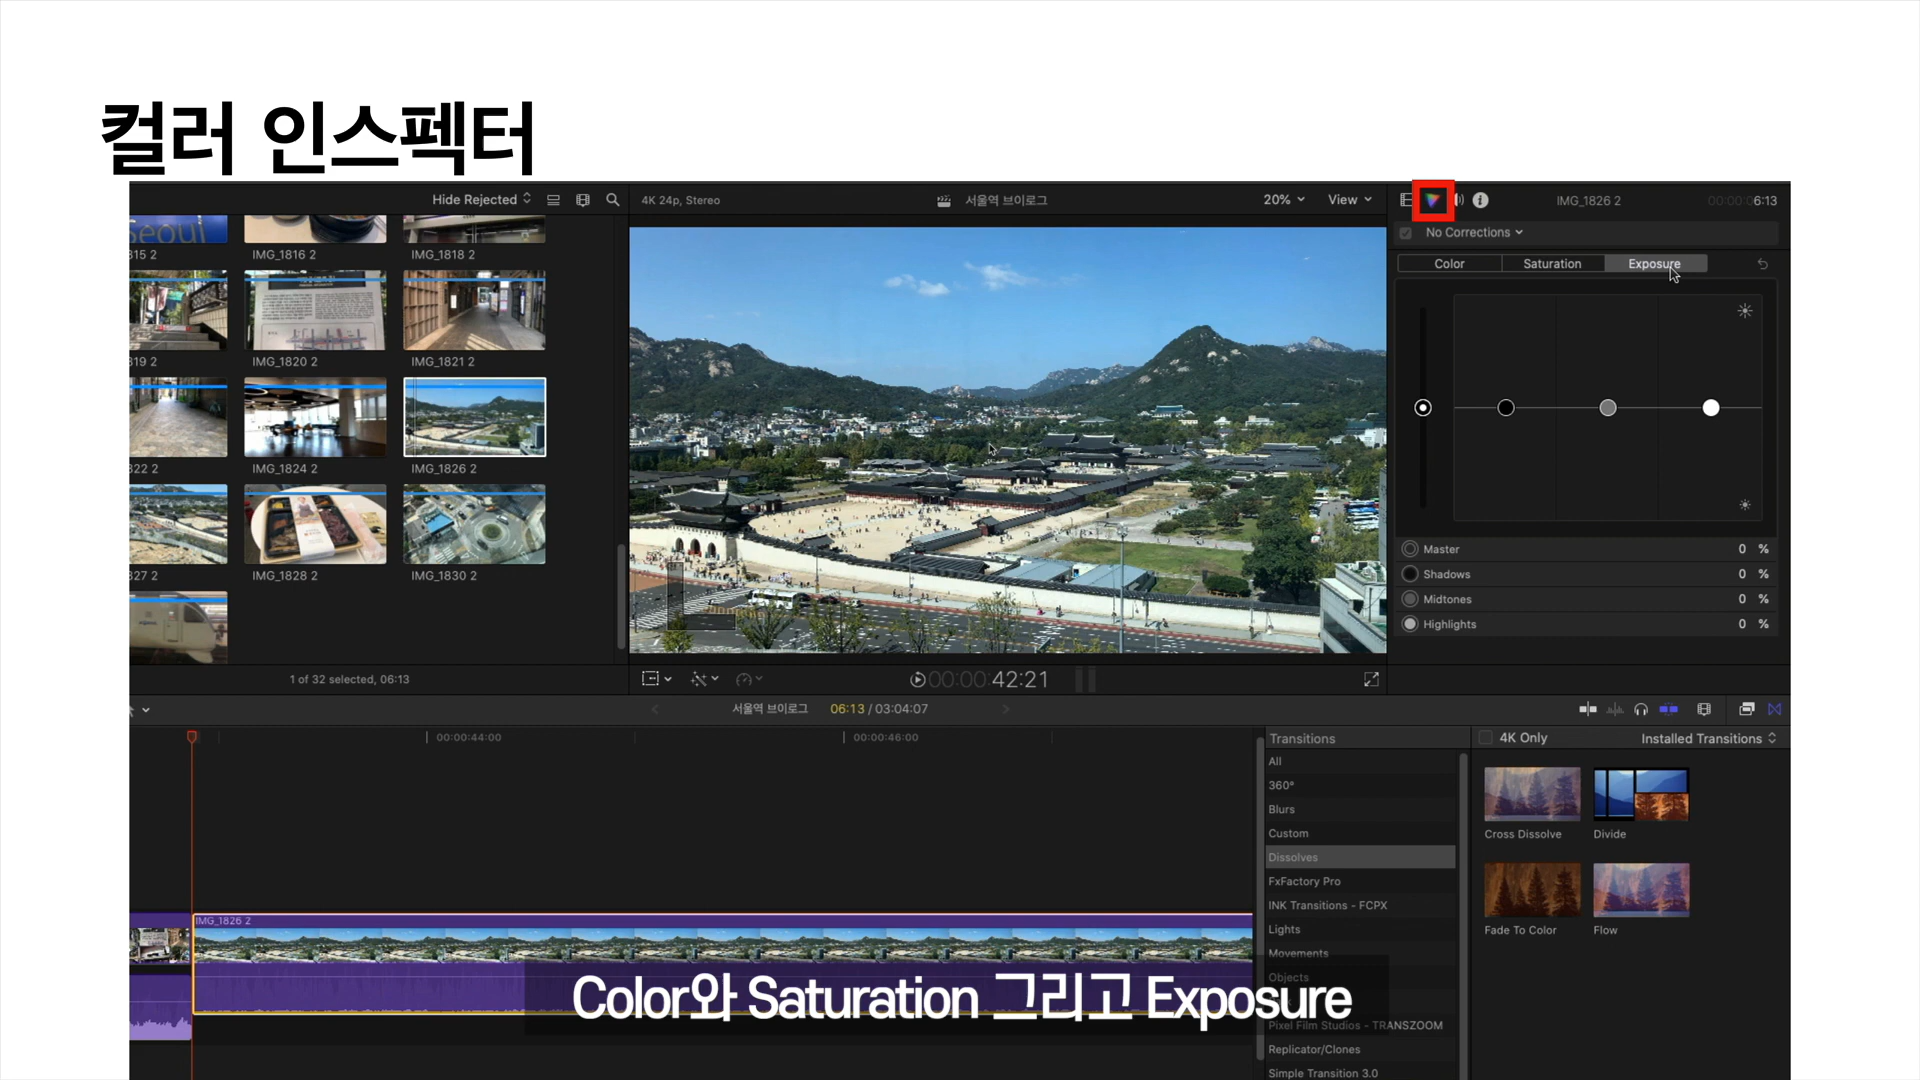 컬러 인스펙터
Hide Rejected
4K 24p, Stereo
서울역 브이로그
20%
View
IMG_1826 2
00:00:06:13
No Corrections
Color
Saturation
Exposure
Seoul
315 2
IMG_1816 2
IMG_1818 2
319 2
IMG_1820 2
IMG_1821 2
322 2
IMG_1824 2
IMG_1826 2
327 2
IMG_1828 2
IMG_1830 2
Master
0 %
Shadows
0 %
Midtones
0 %
Highlights
0 %
1 of 32 selected, 06:13
00:00:42:21
서울역 브이로그
06:13 / 03:04:07
00:00:44:00
00:00:46:00
Transitions
4K Only
Installed Transitions
All
360°
Blurs
Custom
Dissolves
FxFactory Pro
INK Transitions - FCPX
Lights
Movements
Objects
Pixel Film Studios - TRANSZOOM
Replicator/Clones
Simple Transition 3.0
Cross Dissolve
Divide
Fade To Color
Flow
IMG_1826 2
Color와 Saturation 그리고 Exposure